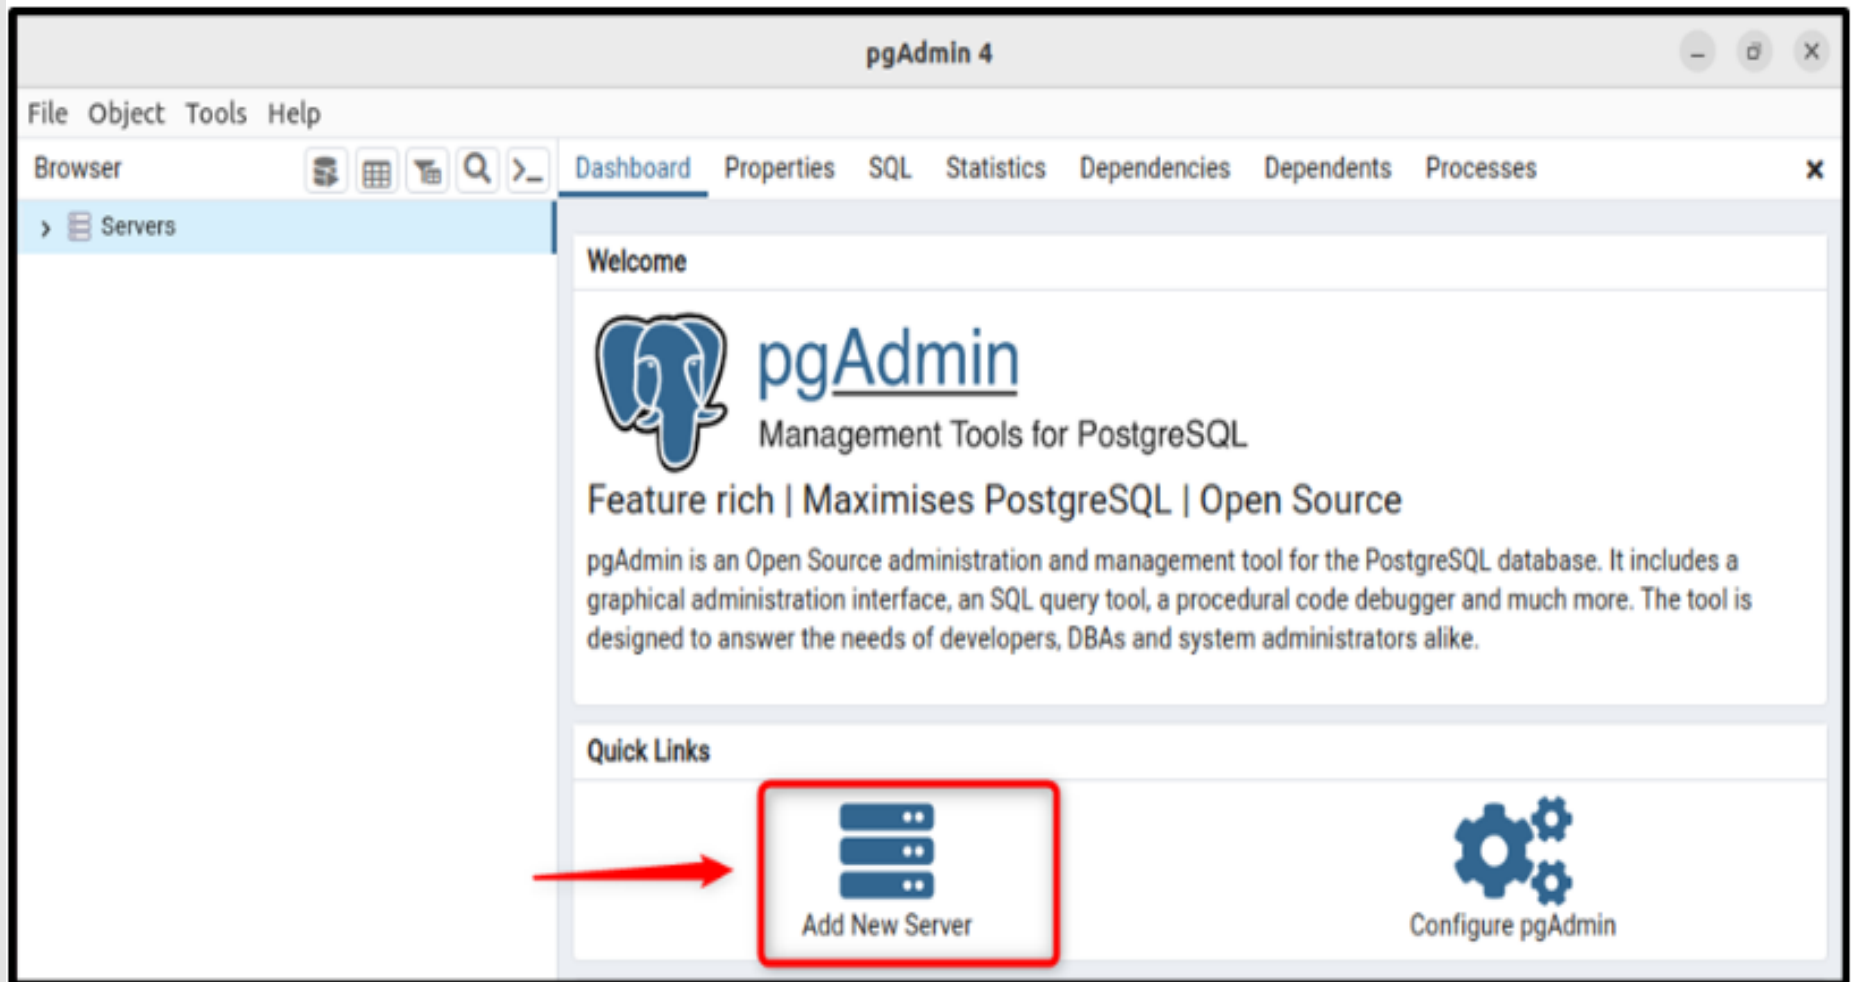 pgAdmin 4
File Object Tools Help
Browser
Servers
Dashboard Properties SQL Statistics Dependencies Dependents Processes
Welcome
pgAdmin
Management Tools for PostgreSQL
Feature rich | Maximises PostgreSQL | Open Source
pgAdmin is an Open Source administration and management tool for the PostgreSQL database. It includes a
graphical administration interface, an SQL query tool, a procedural code debugger and much more. The tool is
designed to answer the needs of developers, DBAs and system administrators alike.
Quick Links
Add New Server
Configure pgAdmin